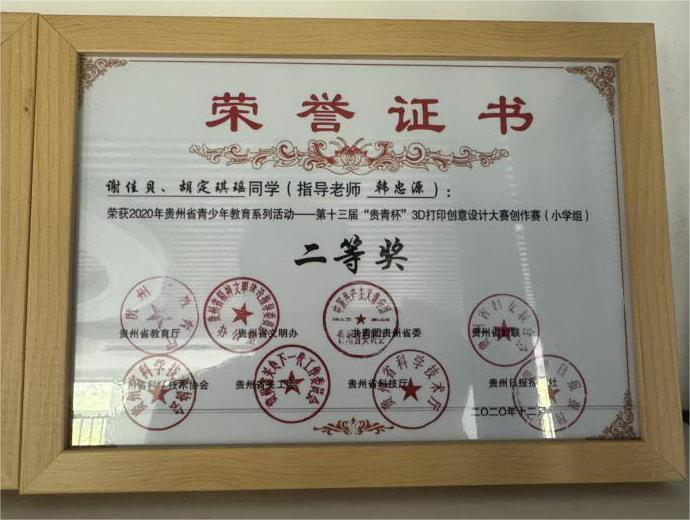 荣誉证书
谢佳贝、胡定琪瑶同学（指导老师 韩忠源）：
荣获2020年贵州省青少年教育系列活动——第十三届“贵青杯”3D打印创意设计大赛创作赛（小学组）
二等奖
贵州省教育厅 贵州省文明办 共青团贵州省委 贵州省妇联
贵州省科学技术协会 贵州省关工委 贵州省科技厅 贵州日报报社
二〇二〇年十二月